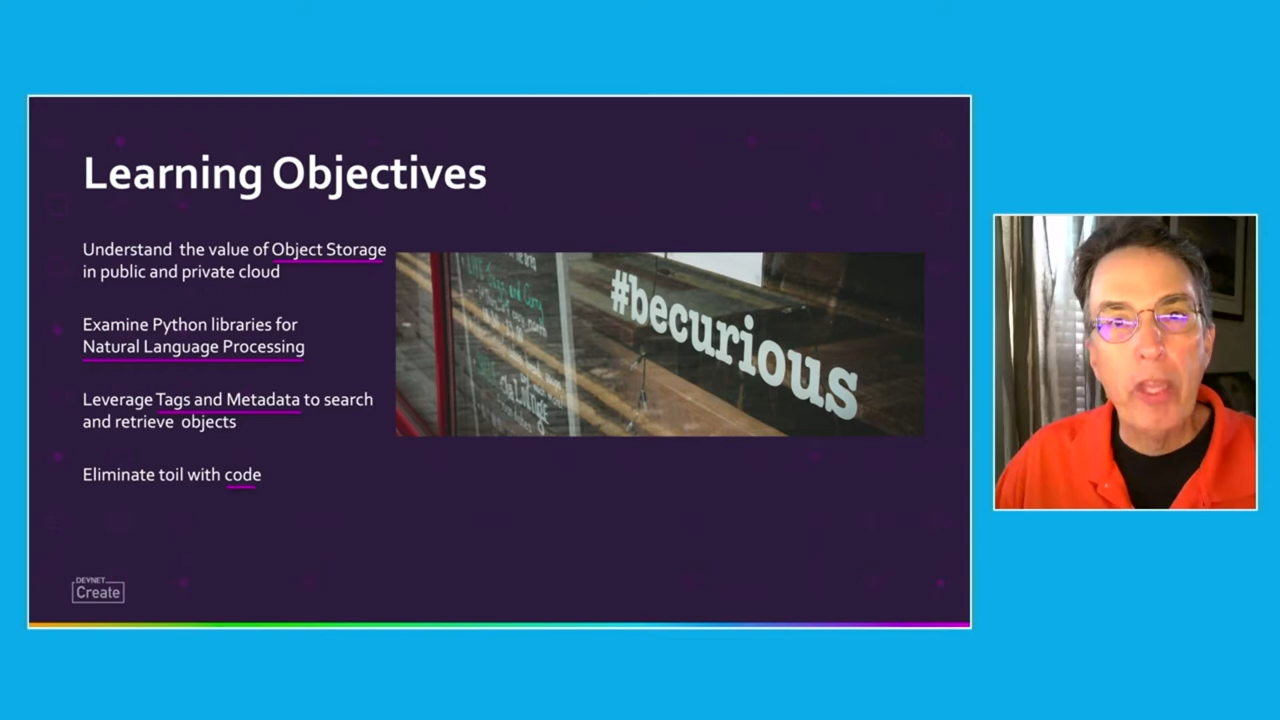 Learning Objectives
Understand the value of Object Storage
in public and private cloud
Examine Python libraries for
Natural Language Processing
Leverage Tags and Metadata to search
and retrieve objects
Eliminate toil with code
#becurious
DEVNET
Create